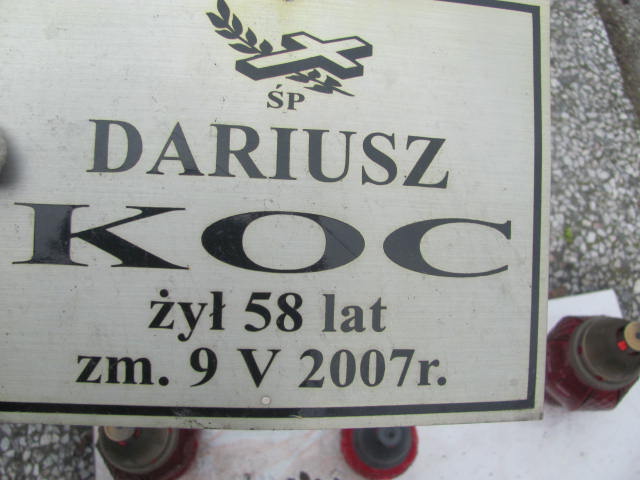 ŚP
DARIUSZ
KOC
żył 58 lat
zm. 9 V 2007r.